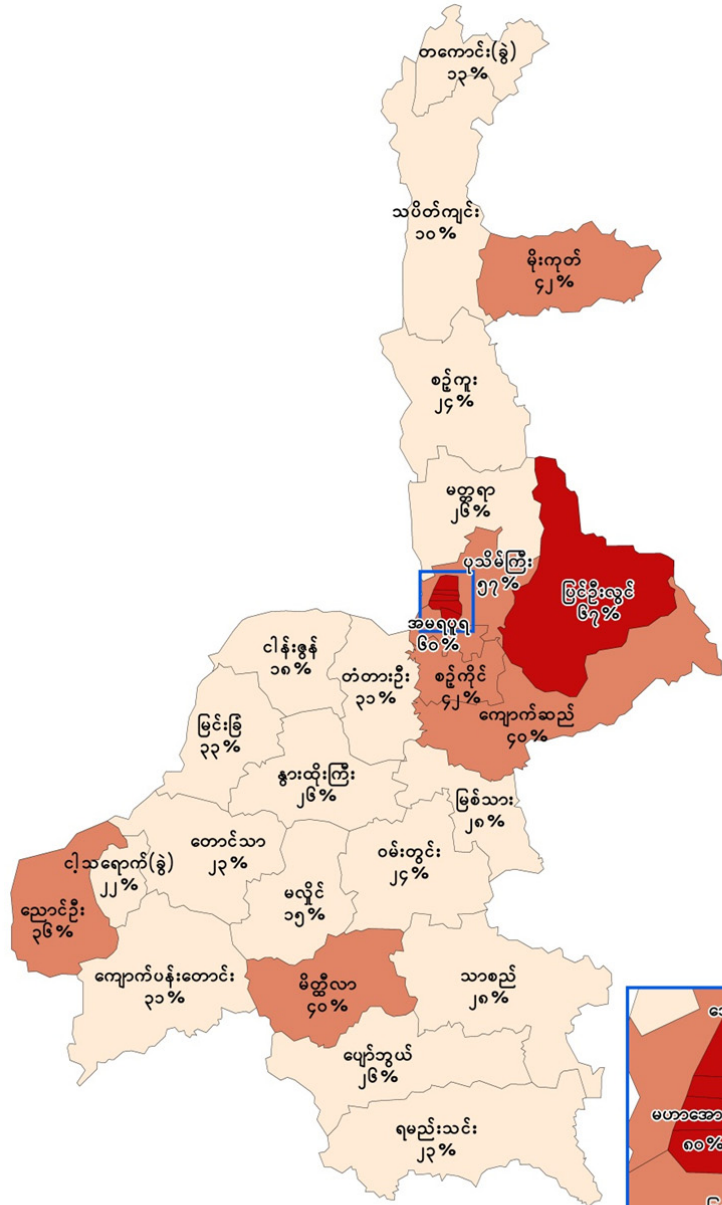 တကောင်း(ခွဲ)
၁၃%
သပိတ်ကျင်း
၁၀%
မိုးကုတ်
၄၂%
စဉ့်ကူး
၂၄%
မတ္တရာ
၂၆%
ပုသိမ်ကြီး
၅၇%
ပြင်ဦးလွင်
၆၇%
အမရပူရ
၆၀%
ငါန်းဇွန်
၁၈%
တံတားဦး
၃၁%
စဉ့်ကိုင်
၄၂%
ကျောက်ဆည်
၄၀%
မြင်းခြံ
၃၃%
နွားထိုးကြီး
၂၆%
မြစ်သား
၂၈%
တောင်သာ
၂၃%
ဝမ်းတွင်း
၂၄%
ငါ့သရောက်(ခွဲ)
၂၂%
မလှိုင်
၁၅%
ညောင်ဦး
၃၆%
ကျောက်ပန်းတောင်း
၃၁%
မိတ္ထီလာ
၄၀%
သာစည်
၂၈%
ပျော်ဘွယ်
၂၆%
ရမည်းသင်း
၂၃%
မဟာအော
၈၀%